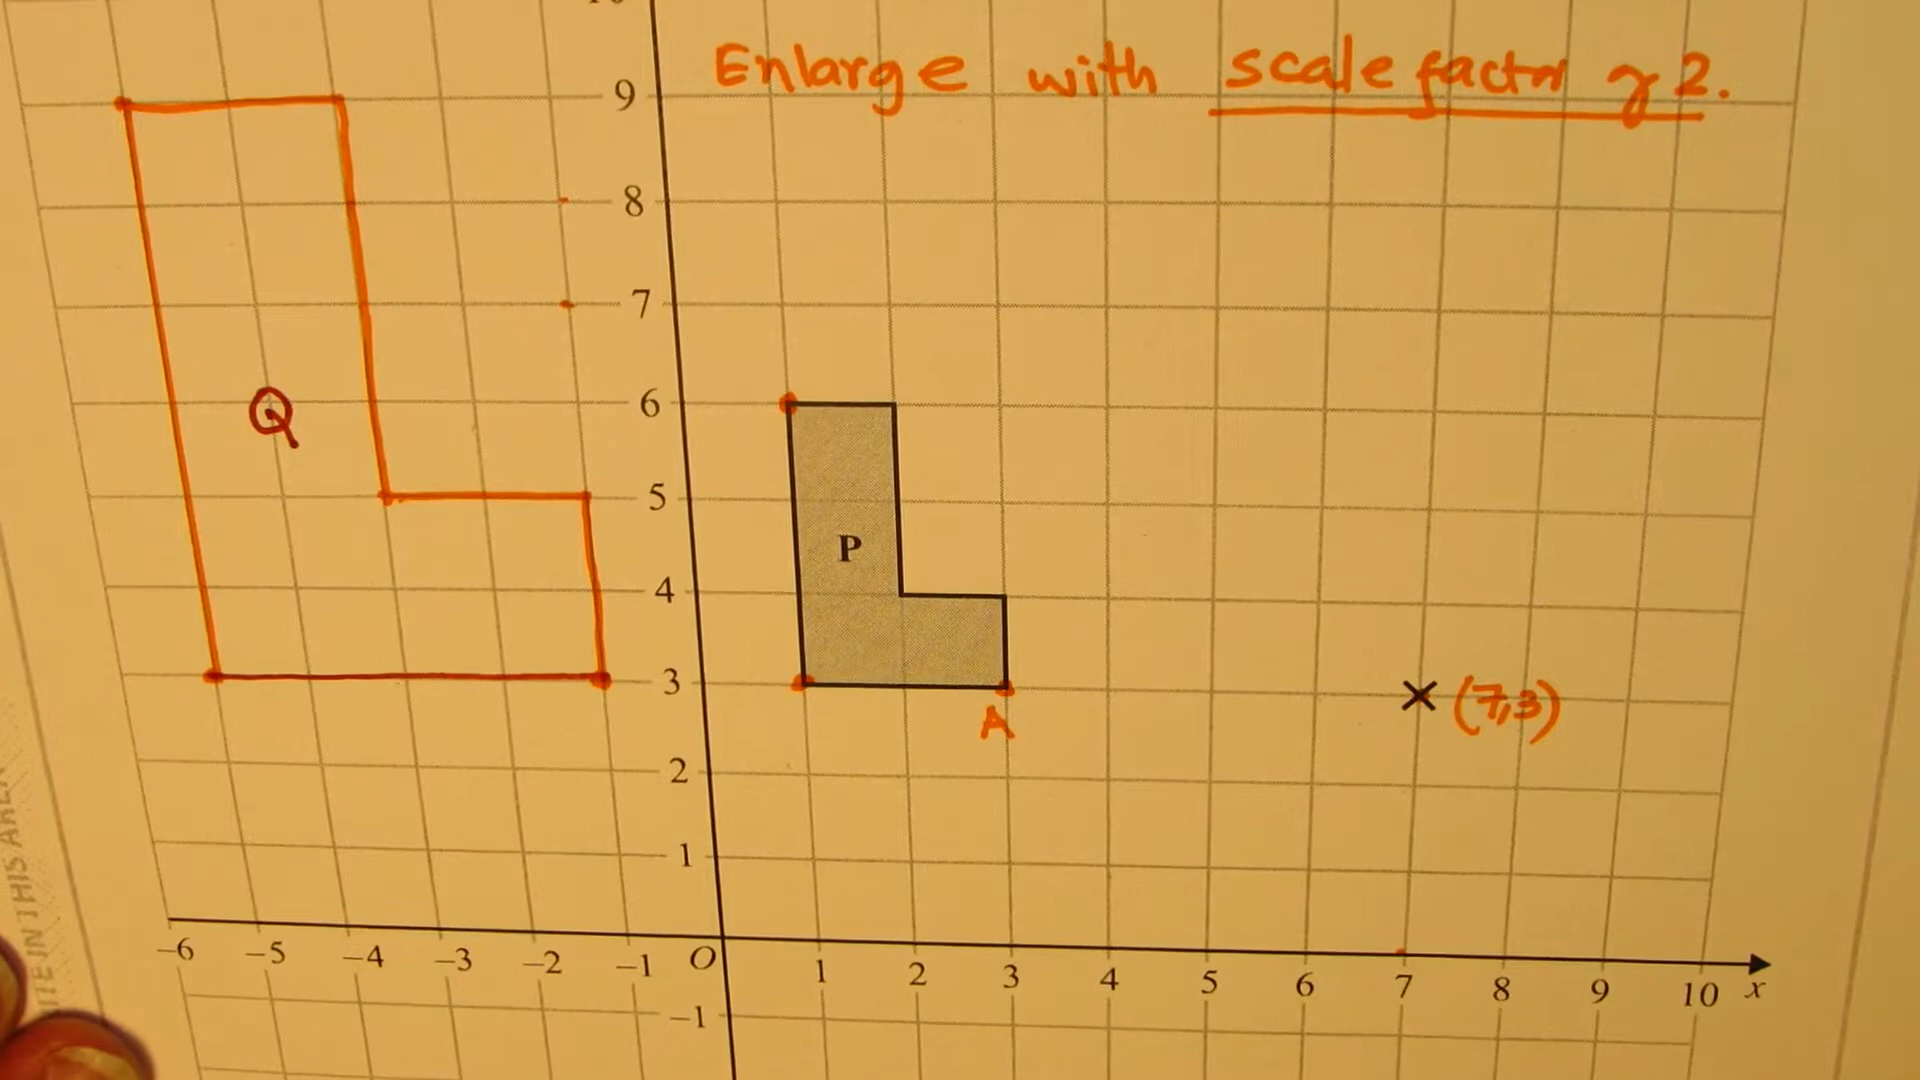 Enlarge with scale factor of 2.
9
8
7
6
5
4
3
2
1
–6 –5 –4 –3 –2 –1 O 1 2 3 4 5 6 7 8 9 10 x
–1
Q
P
A
(7,3)